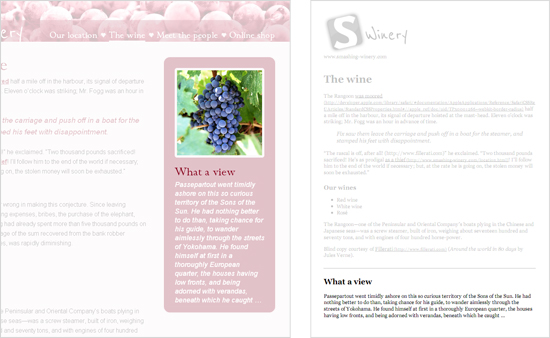 ery
Our location ♥ The wine ♥ Meet the people ♥ Online shop
e
half a mile off in the harbour, its signal of departure
Eleven o'clock was striking; Mr. Fogg was an hour in
the carriage and push off in a boat for the
ed his feet with disappointment.
he exclaimed. "Two thousand pounds sacrificed!
I'll follow him to the end of the world if necessary;
g on, the stolen money will soon be exhausted."
wrong in making this conjecture. Since leaving
ng expenses, bribes, the purchase of the elephant,
had already spent more than five thousand pounds on
ge of the sum recovered from the bank robber
, was rapidly diminishing.
e Peninsular and Oriental Company's boats plying in
se seas—was a screw steamer, built of iron, weighing
and seventy tons, and with engines of four hundred
What a view
Passepartout went timidly
ashore on this so curious
territory of the Sons of the
Sun. He had nothing better
to do than, taking chance for
his guide, to wander
aimlessly through the streets
of Yokohama. He found
himself at first in a
thoroughly European
quarter, the houses having
low fronts, and being
adorned with verandas,
beneath which he caught ...
S Winery
www.stunning-winery.com
The wine
The Rangoon
half a mile off in the harbour, its signal of departure hoisted at the mast-head. Eleven o'clock was
striking; Mr. Fogg was an hour in advance of time.
Fix saw them leave the carriage and push off in a boat for the steamer, and
stamped his feet with disappointment.
"The rascal is off, after all!
he exclaimed. "Two thousand pounds
sacrificed! He's as prodigal as a thief
I'll follow
him to the end of the world if necessary; but, at the rate he is going on, the stolen money will
soon be exhausted."
Our wines
Red wine
White wine
Rosé
The Rangoon—one of the Peninsular and Oriental Company's boats plying in the Chinese and
Japanese seas—was a screw steamer, built of iron, weighing about seventeen hundred and
seventy tons, and with engines of four hundred horse power.
Blind copy courtesy of
Around the world in 80 days by
Jules Verne).
What a view
Passepartout went timidly ashore on this so curious territory of the Sons of the Sun. He had nothing
better to do than, taking chance for his guide, to wander aimlessly through the streets of
Yokohama. He found himself at first in a thoroughly European quarter, the houses having
low fronts, and being adorned with verandas, beneath which he caught ...